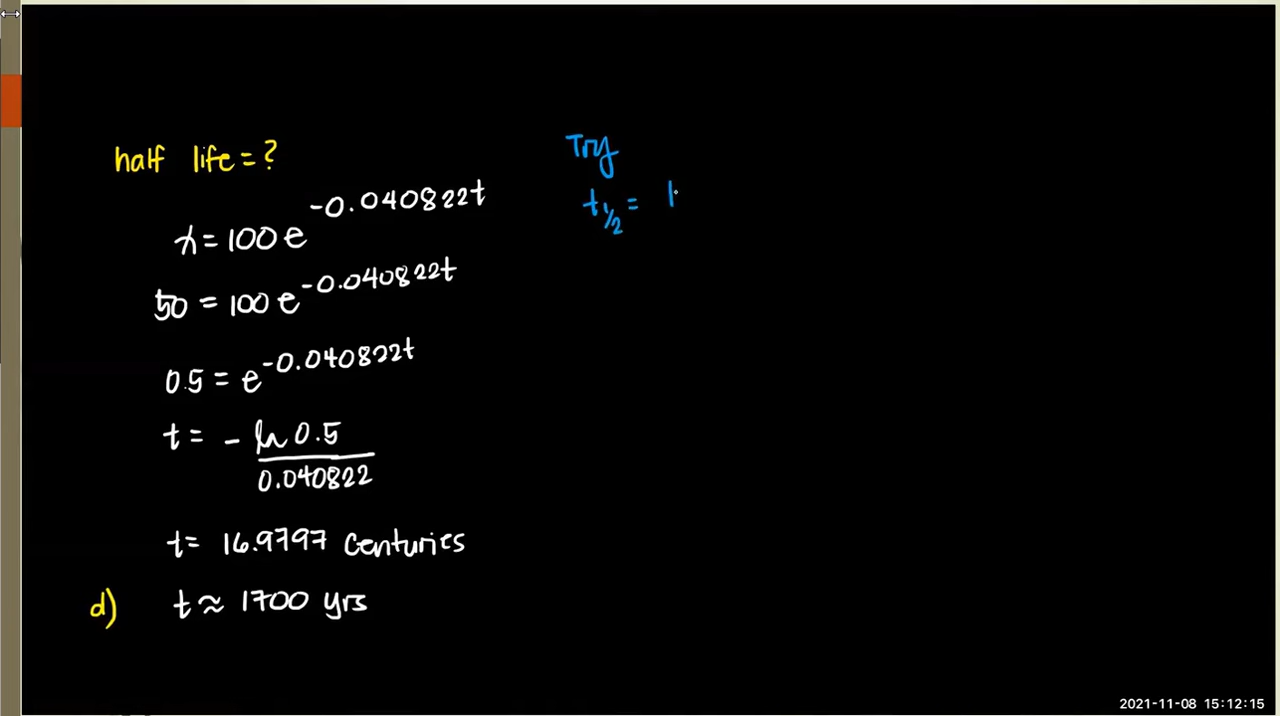 half life = ?
x = 100 e^-0.040822t
50 = 100 e^-0.040822t
0.5 = e^-0.040822t
t = - ln 0.5 / 0.040822
t = 16.9797 centuries
d) t ≈ 1700 yrs
Try
t 1/2 =
2021-11-08 15:12:15